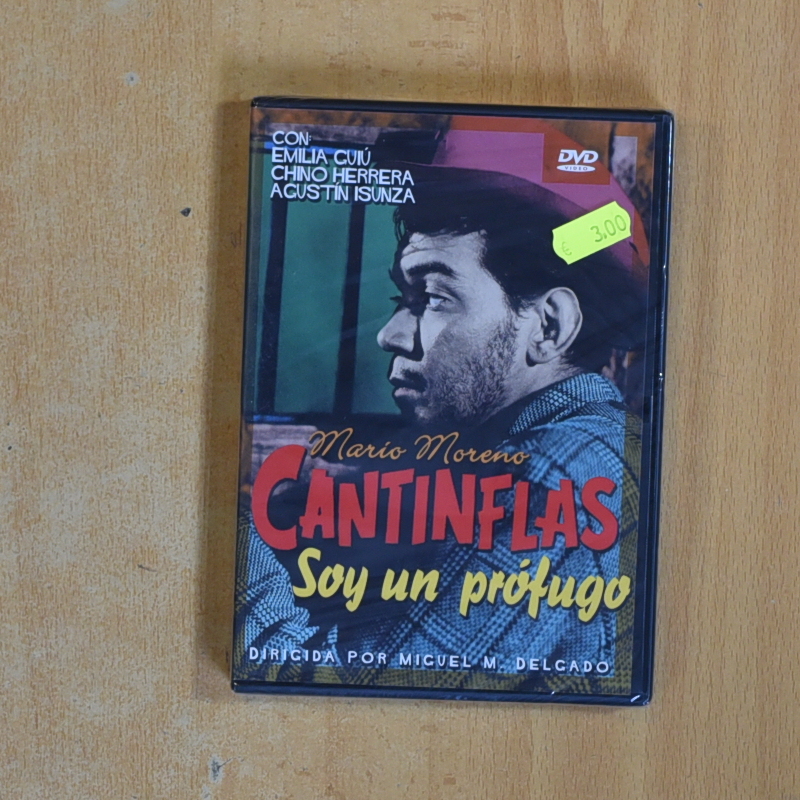 CON:
EMILIA GUIÚ
CHINO HERRERA
AGUSTÍN ISUNZA
DVD
VIDEO
€ 3.00
Mario Moreno
CANTINFLAS
Soy un prófugo
DIRIGIDA POR MIGUEL M. DELGADO